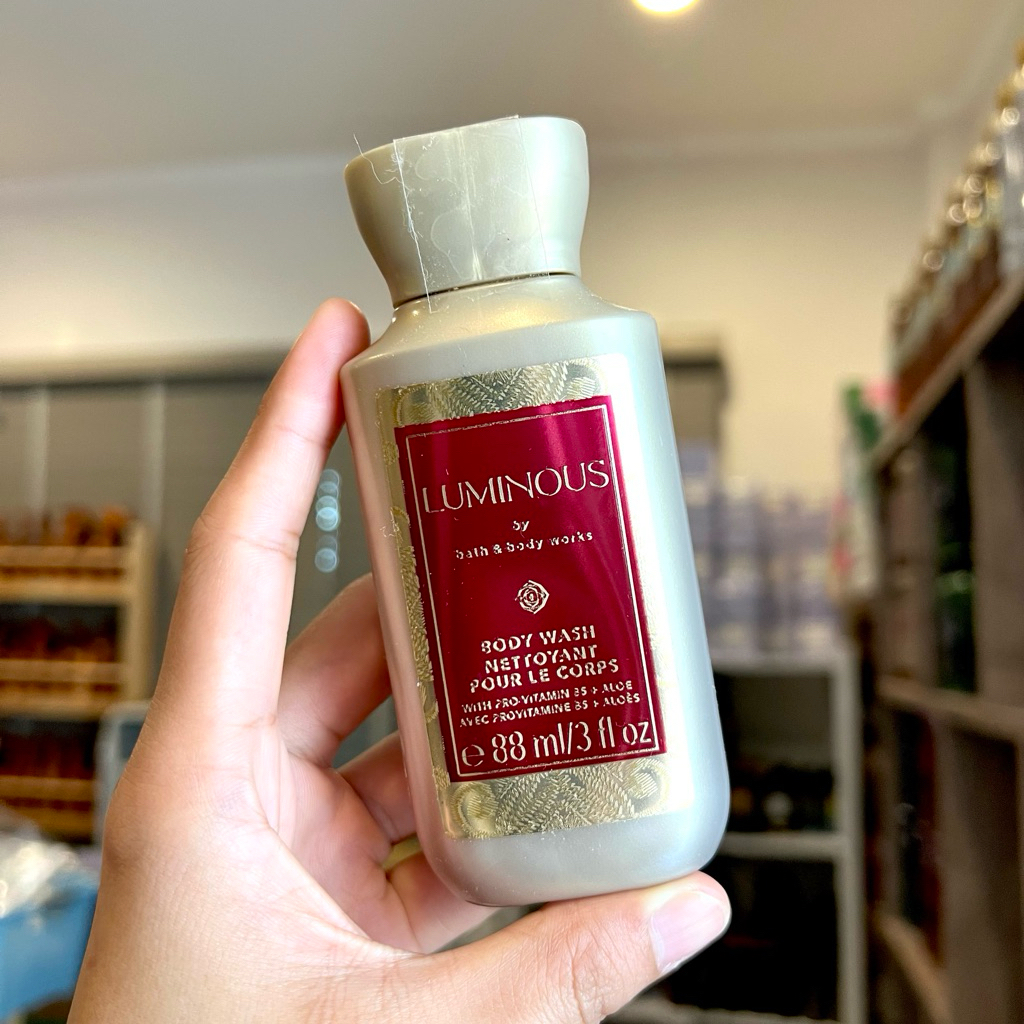 LUMINOUS
by
bath & body works
BODY WASH
NETTOYANT
POUR LE CORPS
WITH PRO-VITAMIN B5 + ALOE
AVEC PROVITAMINE B5 + ALOÈS
℮ 88 ml/3 fl oz